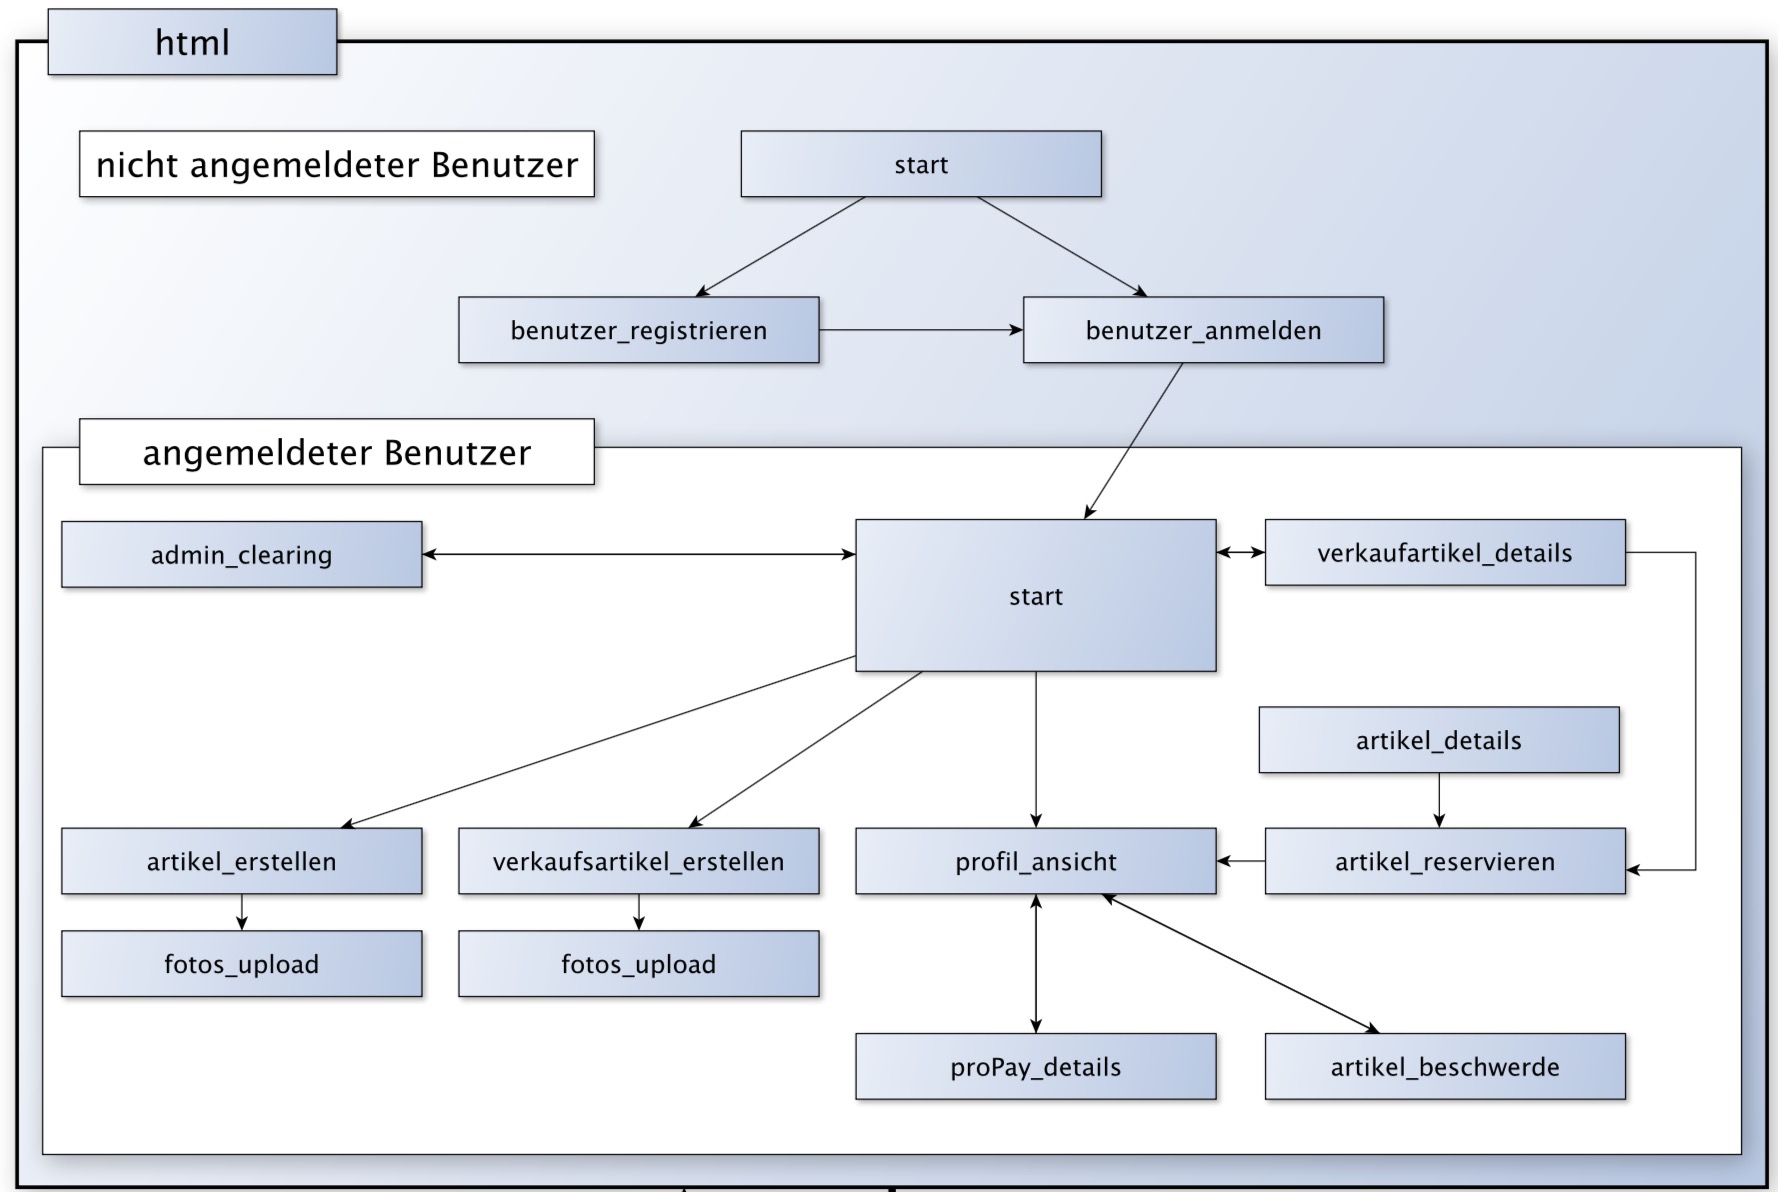 html
nicht angemeldeter Benutzer
start
benutzer_registrieren
benutzer_anmelden
angemeldeter Benutzer
admin_clearing
start
verkaufartikel_details
artikel_details
artikel_erstellen
verkaufsartikel_erstellen
profil_ansicht
artikel_reservieren
fotos_upload
fotos_upload
proPay_details
artikel_beschwerde